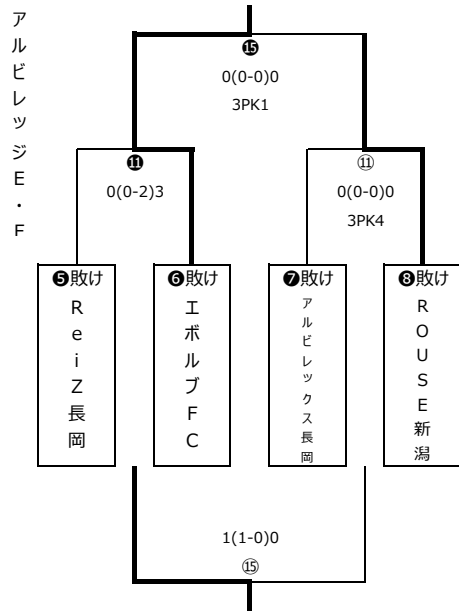 アルビレッジE・F
⓯
0(0-0)0
3PK1
⓫
0(0-2)3
⑪
0(0-0)0
3PK4
❺敗け
ReiZ長岡
❻敗け
エボルブFC
❼敗け
アルビレックス長岡
❽敗け
ROUSE新潟
1(1-0)0
⑮